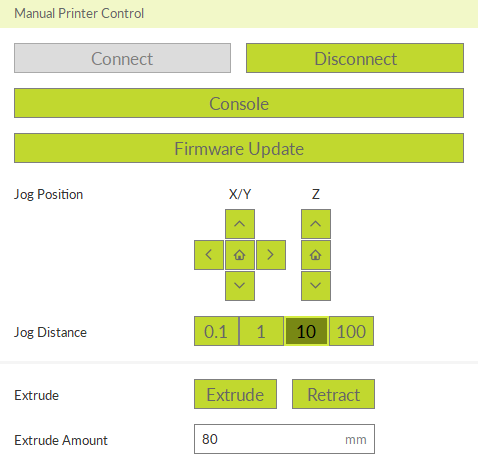 Manual Printer Control
Connect Disconnect
Console
Firmware Update
Jog Position X/Y Z
Jog Distance 0.1 1 10 100
Extrude Extrude Retract
Extrude Amount 80 mm